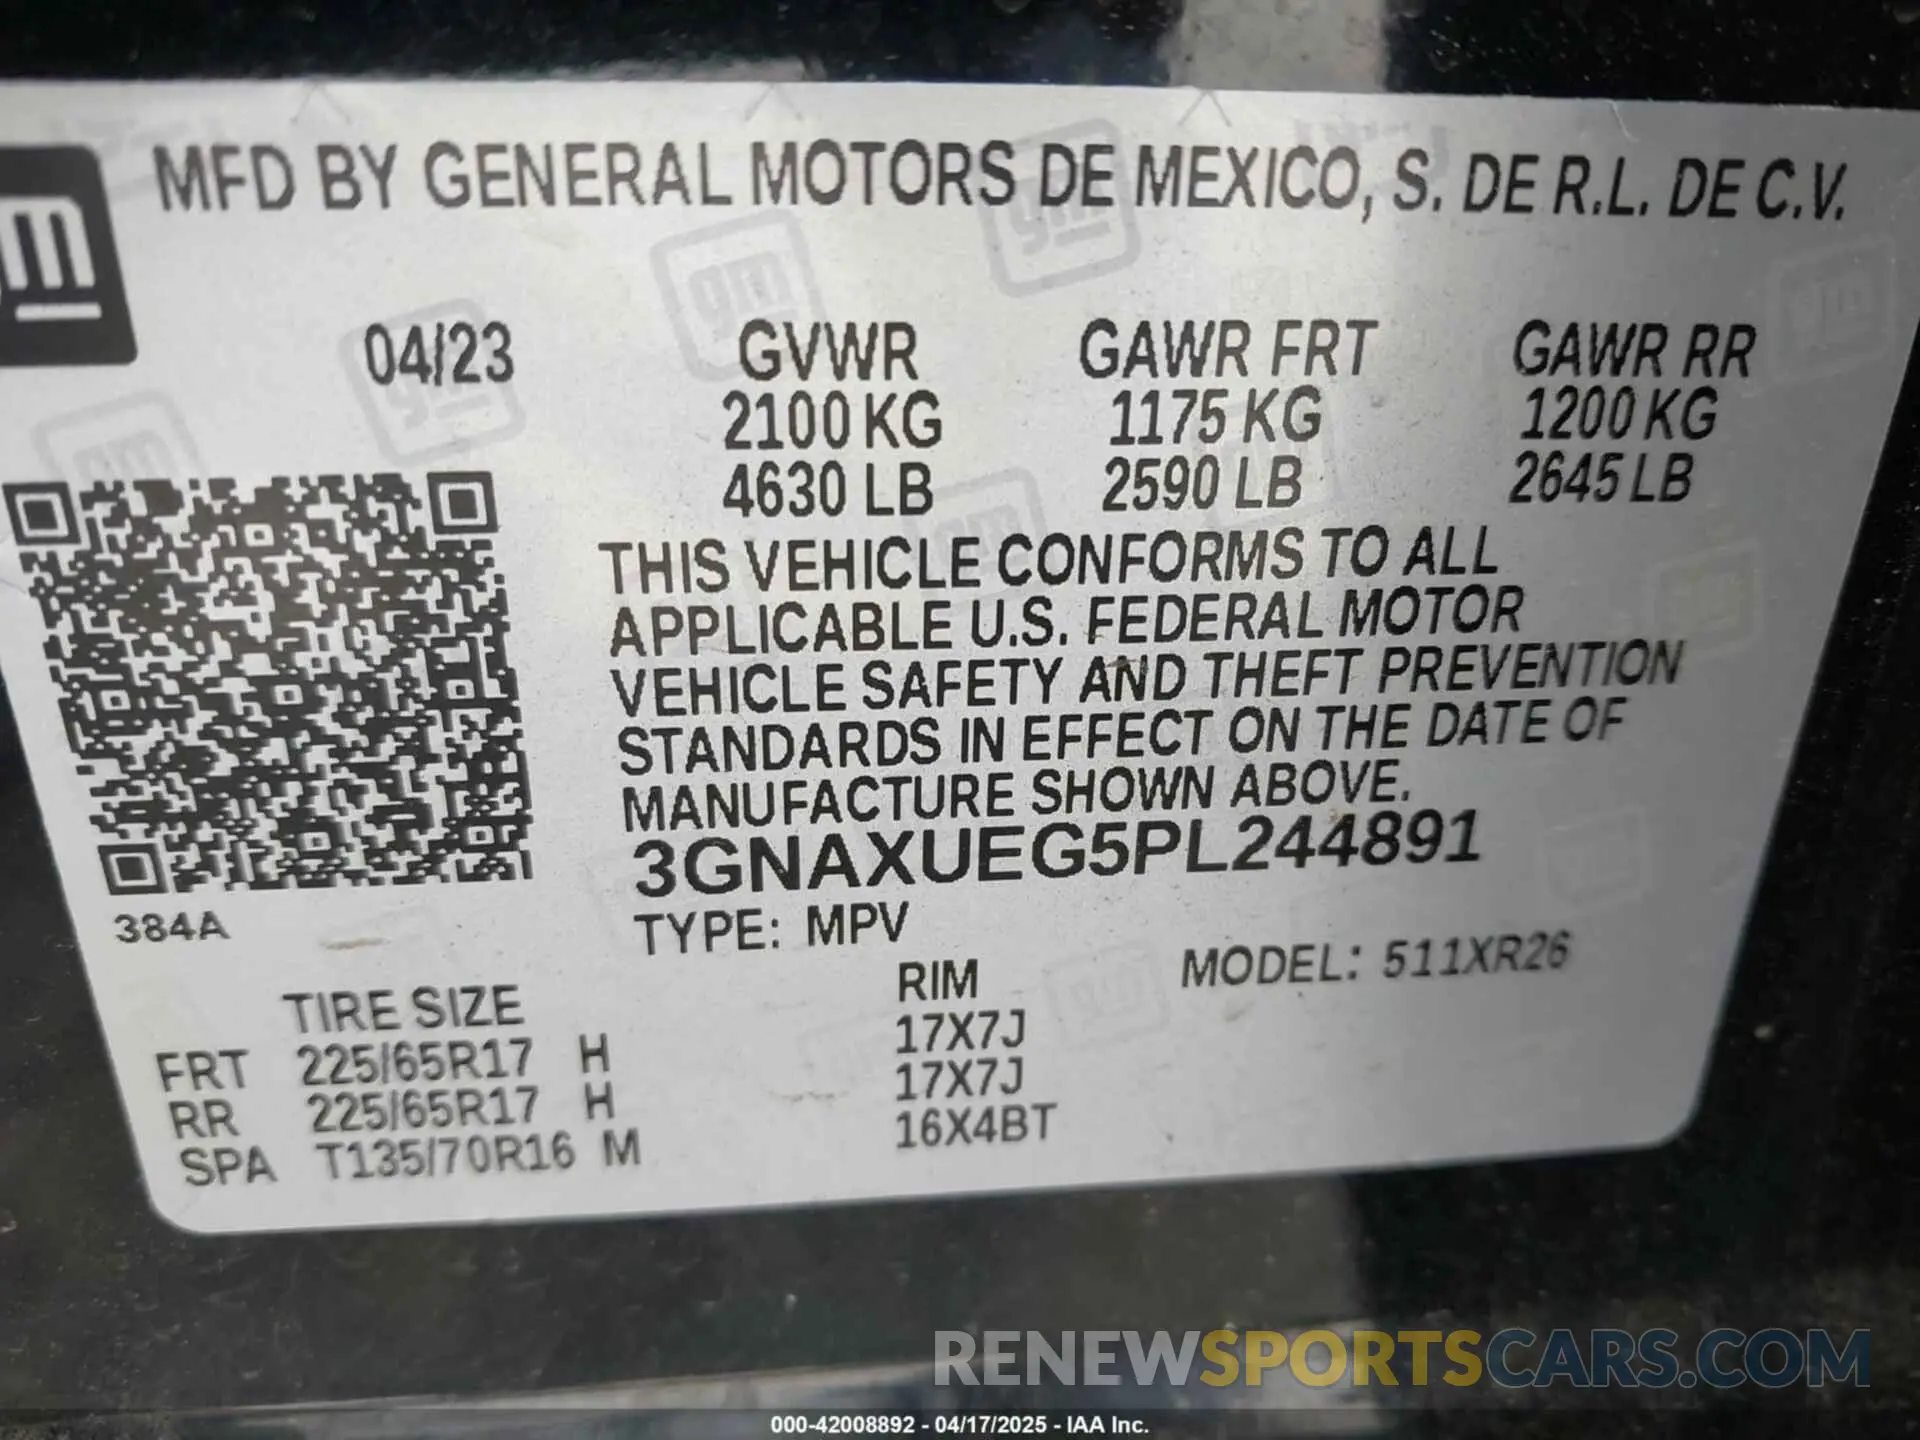 MFD BY GENERAL MOTORS DE MEXICO, S. DE R.L. DE C.V.
gm
04/23 GVWR GAWR FRT GAWR RR
2100 KG 1175 KG 1200 KG
4630 LB 2590 LB 2645 LB
THIS VEHICLE CONFORMS TO ALL
APPLICABLE U.S. FEDERAL MOTOR
VEHICLE SAFETY AND THEFT PREVENTION
STANDARDS IN EFFECT ON THE DATE OF
MANUFACTURE SHOWN ABOVE.
3GNAXUEG5PL244891
384A
TYPE: MPV MODEL: 511XR26
TIRE SIZE RIM
FRT 225/65R17 H 17X7J
RR 225/65R17 H 17X7J
SPA T135/70R16 M 16X4BT
RENEWSPORTSCARS.COM
000-42008892 - 04/17/2025 - IAA Inc.